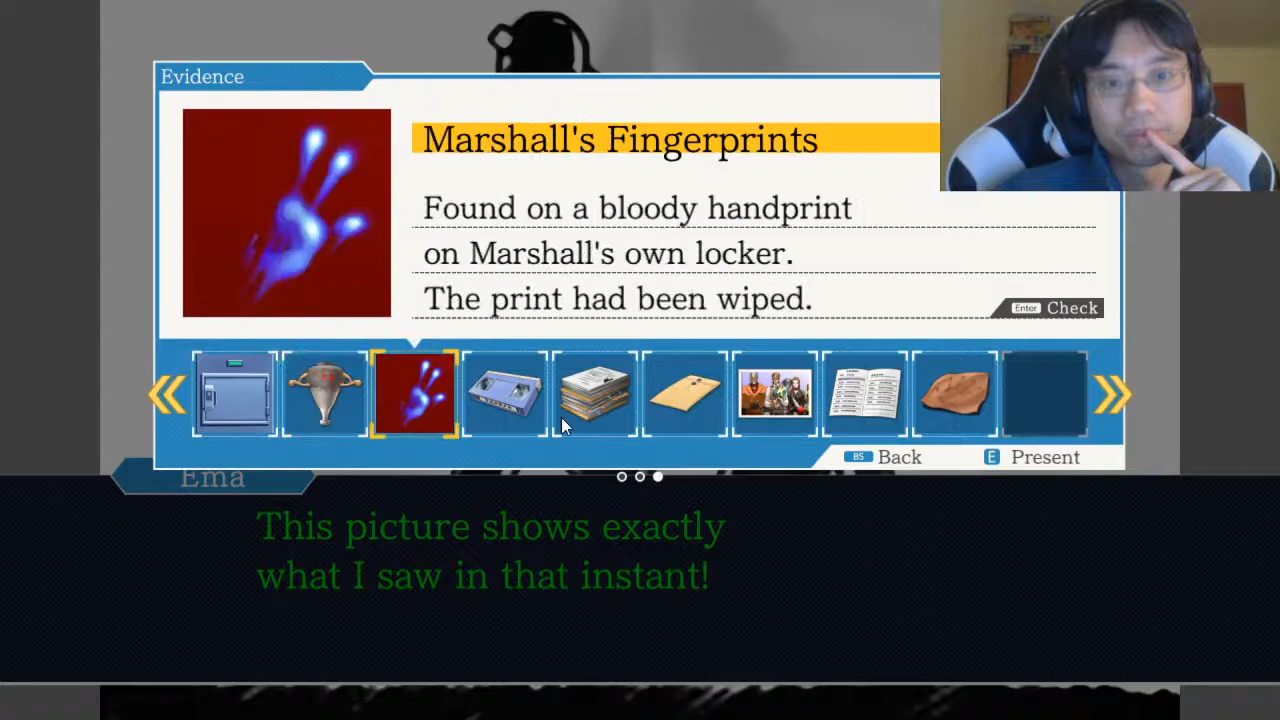 Evidence
Marshall's Fingerprints
Found on a bloody handprint
on Marshall's own locker.
The print had been wiped.
Enter Check
BS Back
E Present
Ema
This picture shows exactly
what I saw in that instant!